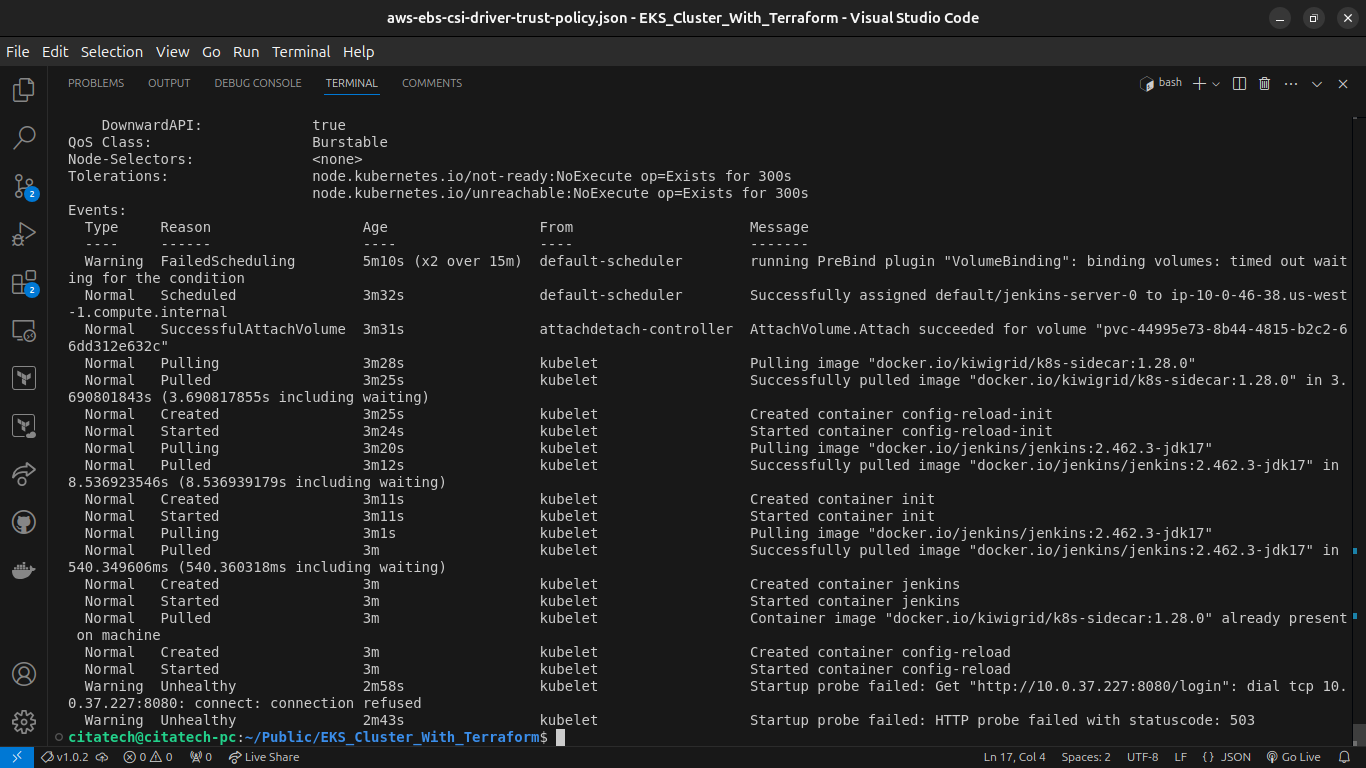 aws-ebs-csi-driver-trust-policy.json - EKS_Cluster_With_Terraform - Visual Studio Code
File Edit Selection View Go Run Terminal Help
PROBLEMS OUTPUT DEBUG CONSOLE TERMINAL COMMENTS bash
    DownwardAPI:             true
QoS Class:                   Burstable
Node-Selectors:              <none>
Tolerations:                 node.kubernetes.io/not-ready:NoExecute op=Exists for 300s
                             node.kubernetes.io/unreachable:NoExecute op=Exists for 300s
Events:
  Type     Reason                  Age                  From                     Message
  ----     ------                  ----                 ----                     -------
  Warning  FailedScheduling        5m10s (x2 over 15m)  default-scheduler        running PreBind plugin "VolumeBinding": binding volumes: timed out wait
ing for the condition
  Normal   Scheduled               3m32s                default-scheduler        Successfully assigned default/jenkins-server-0 to ip-10-0-46-38.us-west
-1.compute.internal
  Normal   SuccessfulAttachVolume  3m31s                attachdetach-controller  AttachVolume.Attach succeeded for volume "pvc-44995e73-8b44-4815-b2c2-6
6dd312e632c"
  Normal   Pulling                 3m28s                kubelet                  Pulling image "docker.io/kiwigrid/k8s-sidecar:1.28.0"
  Normal   Pulled                  3m25s                kubelet                  Successfully pulled image "docker.io/kiwigrid/k8s-sidecar:1.28.0" in 3.
690801843s (3.690817855s including waiting)
  Normal   Created                 3m25s                kubelet                  Created container config-reload-init
  Normal   Started                 3m24s                kubelet                  Started container config-reload-init
  Normal   Pulling                 3m20s                kubelet                  Pulling image "docker.io/jenkins/jenkins:2.462.3-jdk17"
  Normal   Pulled                  3m12s                kubelet                  Successfully pulled image "docker.io/jenkins/jenkins:2.462.3-jdk17" in
8.536923546s (8.536939179s including waiting)
  Normal   Created                 3m11s                kubelet                  Created container init
  Normal   Started                 3m11s                kubelet                  Started container init
  Normal   Pulling                 3m1s                 kubelet                  Pulling image "docker.io/jenkins/jenkins:2.462.3-jdk17"
  Normal   Pulled                  3m                   kubelet                  Successfully pulled image "docker.io/jenkins/jenkins:2.462.3-jdk17" in
540.349606ms (540.360318ms including waiting)
  Normal   Created                 3m                   kubelet                  Created container jenkins
  Normal   Started                 3m                   kubelet                  Started container jenkins
  Normal   Pulled                  3m                   kubelet                  Container image "docker.io/kiwigrid/k8s-sidecar:1.28.0" already present
 on machine
  Normal   Created                 3m                   kubelet                  Created container config-reload
  Normal   Started                 3m                   kubelet                  Started container config-reload
  Warning  Unhealthy               2m58s                kubelet                  Startup probe failed: Get "http://10.0.37.227:8080/login": dial tcp 10.
0.37.227:8080: connect: connection refused
  Warning  Unhealthy               2m43s                kubelet                  Startup probe failed: HTTP probe failed with statuscode: 503
citatech@citatech-pc:~/Public/EKS_Cluster_With_Terraform$
2
2
v1.0.2 0 0 0 Live Share Ln 17, Col 4 Spaces: 2 UTF-8 LF {} JSON Go Live